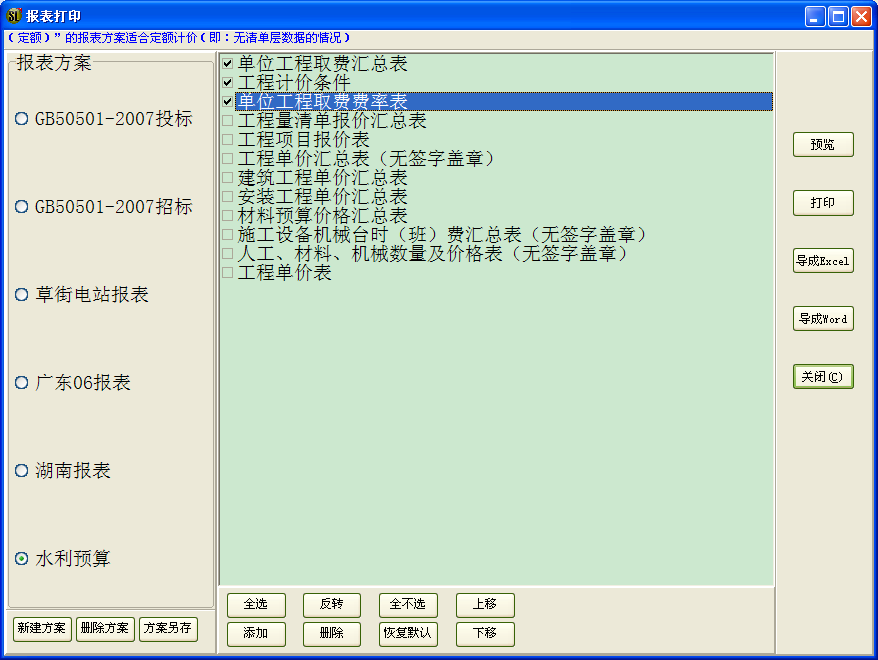 报表打印
(定额)”的报表方案适合定额计价(即:无清单层数据的情况)
报表方案
GB50501-2007投标
GB50501-2007招标
草街电站报表
广东06报表
湖南报表
水利预算
新建方案 删除方案 方案另存
单位工程取费汇总表
工程计价条件
单位工程取费费率表
工程量清单报价汇总表
工程项目报价表
工程单价汇总表（无签字盖章）
建筑工程单价汇总表
安装工程单价汇总表
材料预算价格汇总表
施工设备机械台时（班）费汇总表（无签字盖章）
人工、材料、机械数量及价格表（无签字盖章）
工程单价表
全选 反转 全不选 上移
添加 删除 恢复默认 下移
预览
打印
导成Excel
导成Word
关闭(C)